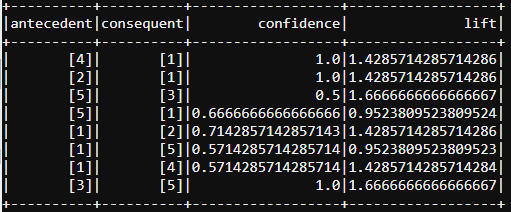 +----------+----------+------------------+------------------+
|antecedent|consequent|        confidence|              lift|
+----------+----------+------------------+------------------+
|       [4]|       [1]|               1.0|1.4285714285714286|
|       [2]|       [1]|               1.0|1.4285714285714286|
|       [5]|       [3]|               0.5|1.6666666666666667|
|       [5]|       [1]|0.6666666666666666|0.9523809523809524|
|       [1]|       [2]|0.7142857142857143|1.4285714285714286|
|       [1]|       [5]|0.5714285714285714|0.9523809523809523|
|       [1]|       [4]|0.5714285714285714|1.4285714285714284|
|       [3]|       [5]|               1.0|1.6666666666666667|
+----------+----------+------------------+------------------+